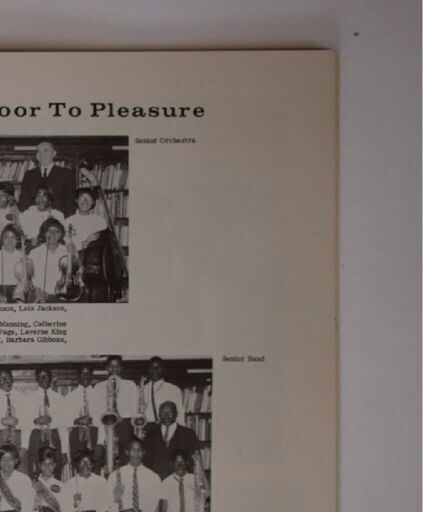 oor To Pleasure
Senior Orchestra
nson, Lois Jackson,
Manning, Catherine
Page, Laverne King
, Barbara Gibbons,
Senior Band